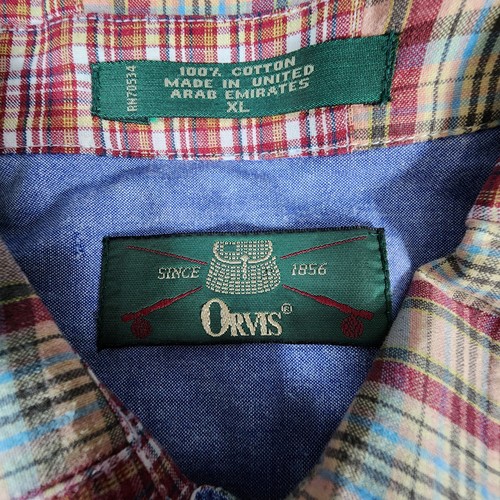 100% COTTON
MADE IN UNITED
ARAB EMIRATES
XL
RN70534
SINCE 1856
ORVIS®